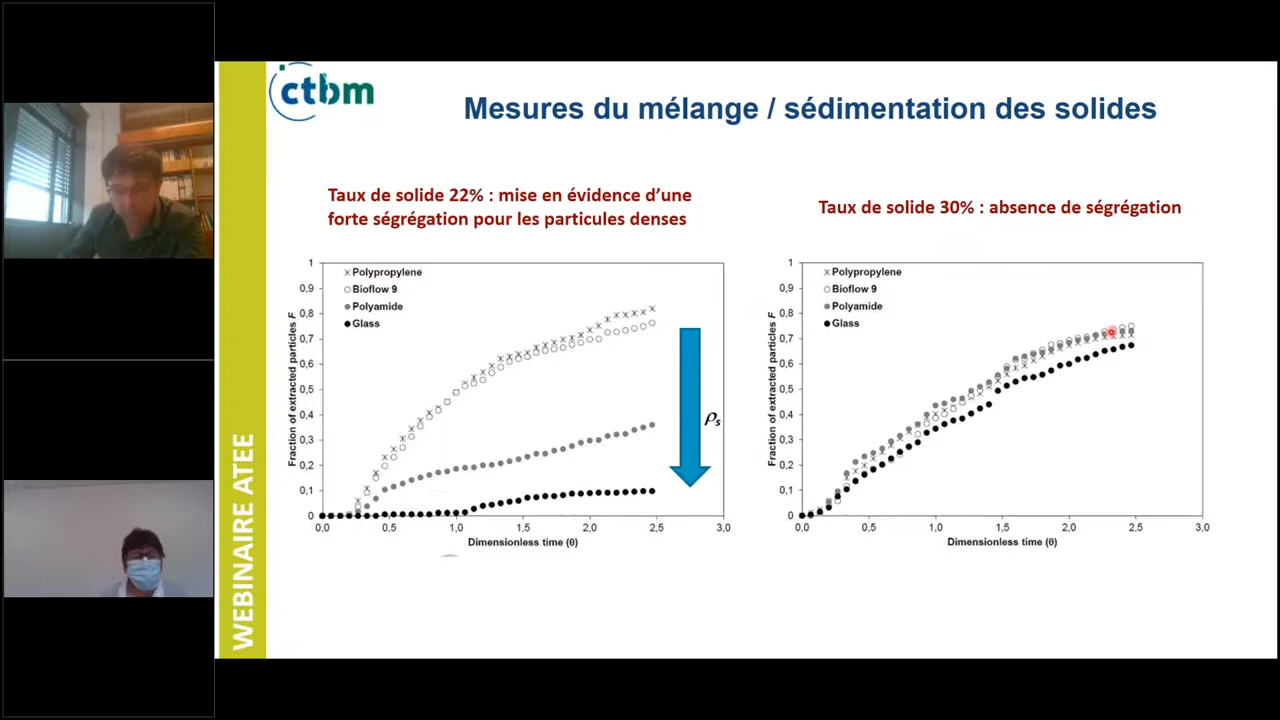 ctbm
Mesures du mélange / sédimentation des solides
Taux de solide 22% : mise en évidence d’une
forte ségrégation pour les particules denses
Taux de solide 30% : absence de ségrégation
Polypropylene
Bioflow 9
Polyamide
Glass
1
0,9
0,8
0,7
0,6
0,5
0,4
0,3
0,2
0,1
0
0,0 0,5 1,0 1,5 2,0 2,5 3,0
Fraction of extracted particles F
Dimensionless time (θ)
ρs
Polypropylene
Bioflow 9
Polyamide
Glass
1
0,9
0,8
0,7
0,6
0,5
0,4
0,3
0,2
0,1
0
0,0 0,5 1,0 1,5 2,0 2,5 3,0
Fraction of extracted particles F
Dimensionless time (θ)
WEBINAIRE ATEE